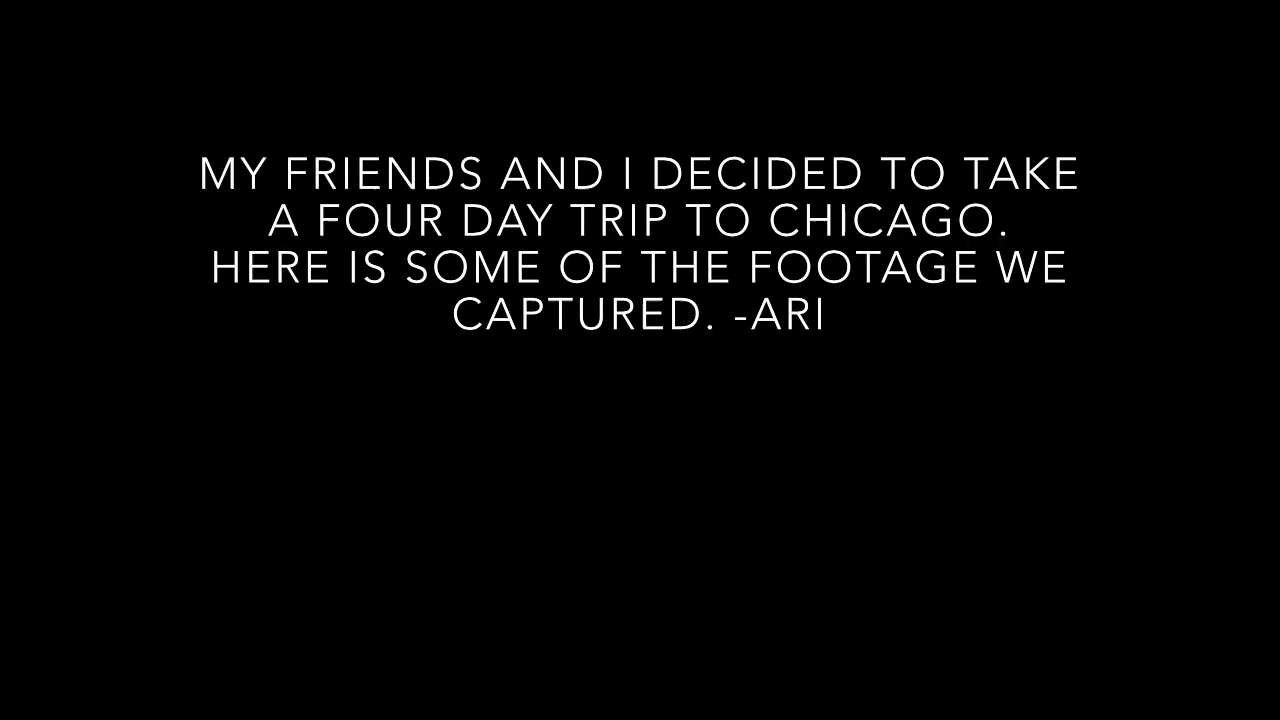 MY FRIENDS AND I DECIDED TO TAKE
A FOUR DAY TRIP TO CHICAGO.
HERE IS SOME OF THE FOOTAGE WE
CAPTURED. -ARI